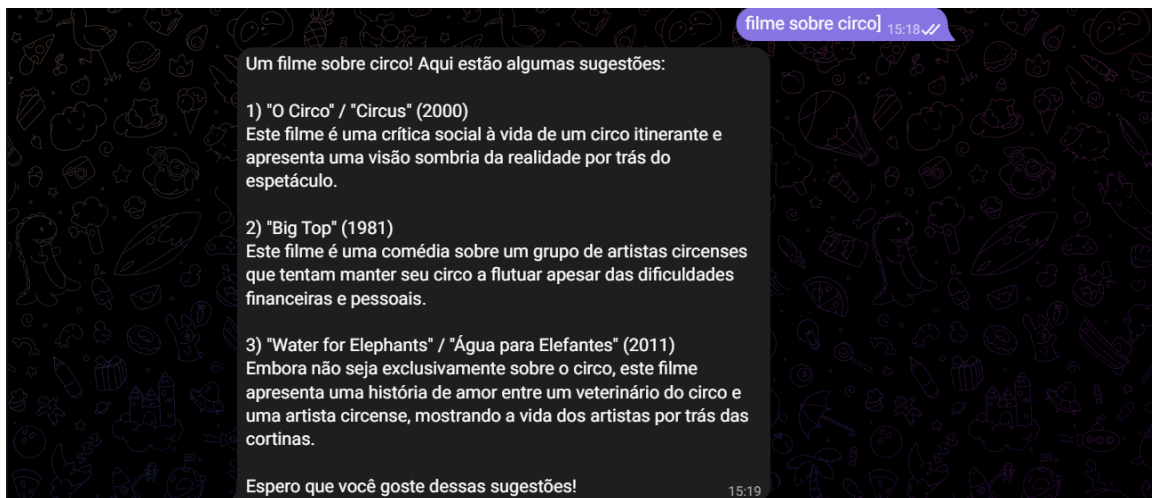 filme sobre circo] 15:18
Um filme sobre circo! Aqui estão algumas sugestões:
1) "O Circo" / "Circus" (2000)
Este filme é uma crítica social à vida de um circo itinerante e
apresenta uma visão sombria da realidade por trás do
espetáculo.
2) "Big Top" (1981)
Este filme é uma comédia sobre um grupo de artistas circenses
que tentam manter seu circo a flutuar apesar das dificuldades
financeiras e pessoais.
3) "Water for Elephants" / "Água para Elefantes" (2011)
Embora não seja exclusivamente sobre o circo, este filme
apresenta uma história de amor entre um veterinário do circo e
uma artista circense, mostrando a vida dos artistas por trás das
cortinas.
Espero que você goste dessas sugestões! 15:19